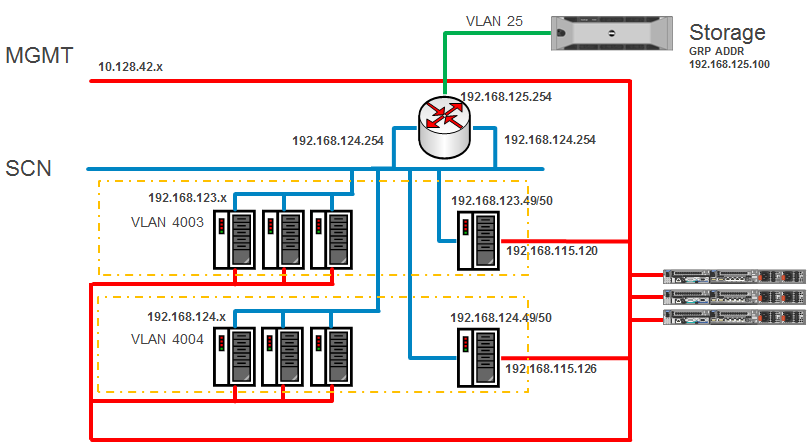 VLAN 25
Storage
GRP ADDR
192.168.125.100
MGMT
10.128.42.x
192.168.125.254
192.168.124.254
192.168.124.254
SCN
192.168.123.x
VLAN 4003
192.168.123.49/50
192.168.115.120
192.168.124.x
VLAN 4004
192.168.124.49/50
192.168.115.126